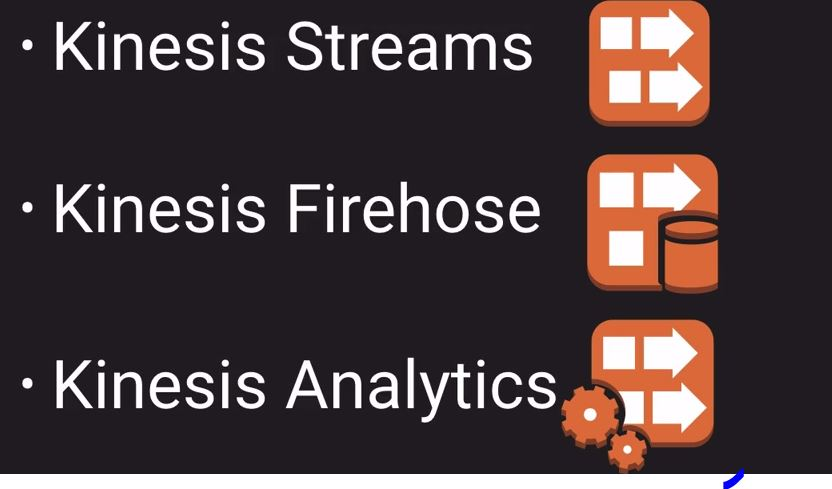 • Kinesis Streams
• Kinesis Firehose
• Kinesis Analytics